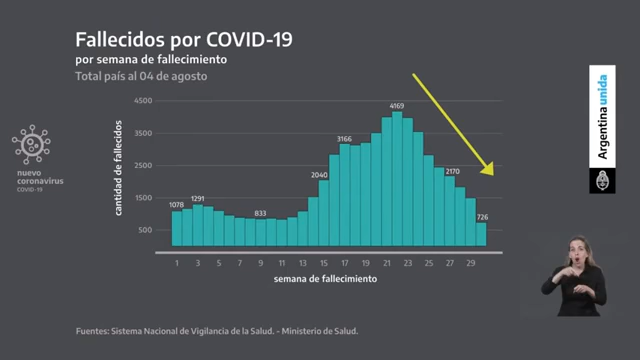 Fallecidos por COVID-19
por semana de fallecimiento
Total país al 04 de agosto
nuevo
coronavirus
COVID-19
cantidad de fallecidos
4500
3500
2500
1500
500
1078
1291
833
2040
3166
4169
2170
726
1 3 5 7 9 11 13 15 17 19 21 23 25 27 29
semana de fallecimiento
Argentina unida
Fuentes: Sistema Nacional de Vigilancia de la Salud. - Ministerio de Salud.